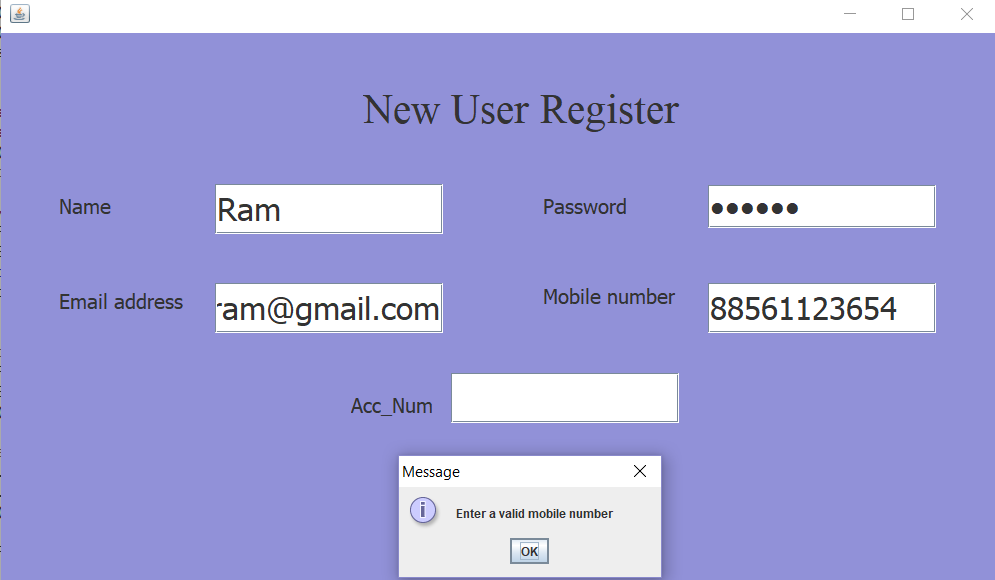 New User Register
Name
Ram
Password
••••••
Email address
ram@gmail.com
Mobile number
88561123654
Acc_Num
Message
Enter a valid mobile number
OK